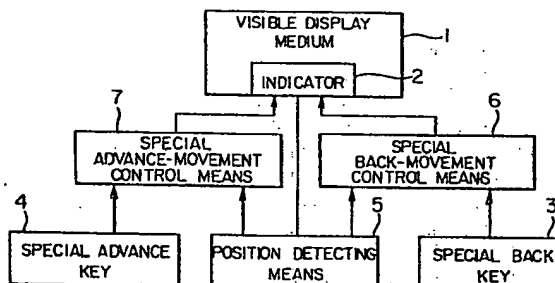 VISIBLE DISPLAY
MEDIUM
1
INDICATOR
2
7
SPECIAL
ADVANCE-MOVEMENT
CONTROL MEANS
6
SPECIAL
BACK-MOVEMENT
CONTROL MEANS
4
SPECIAL ADVANCE
KEY
5
POSITION DETECTING
MEANS
3
SPECIAL BACK
KEY